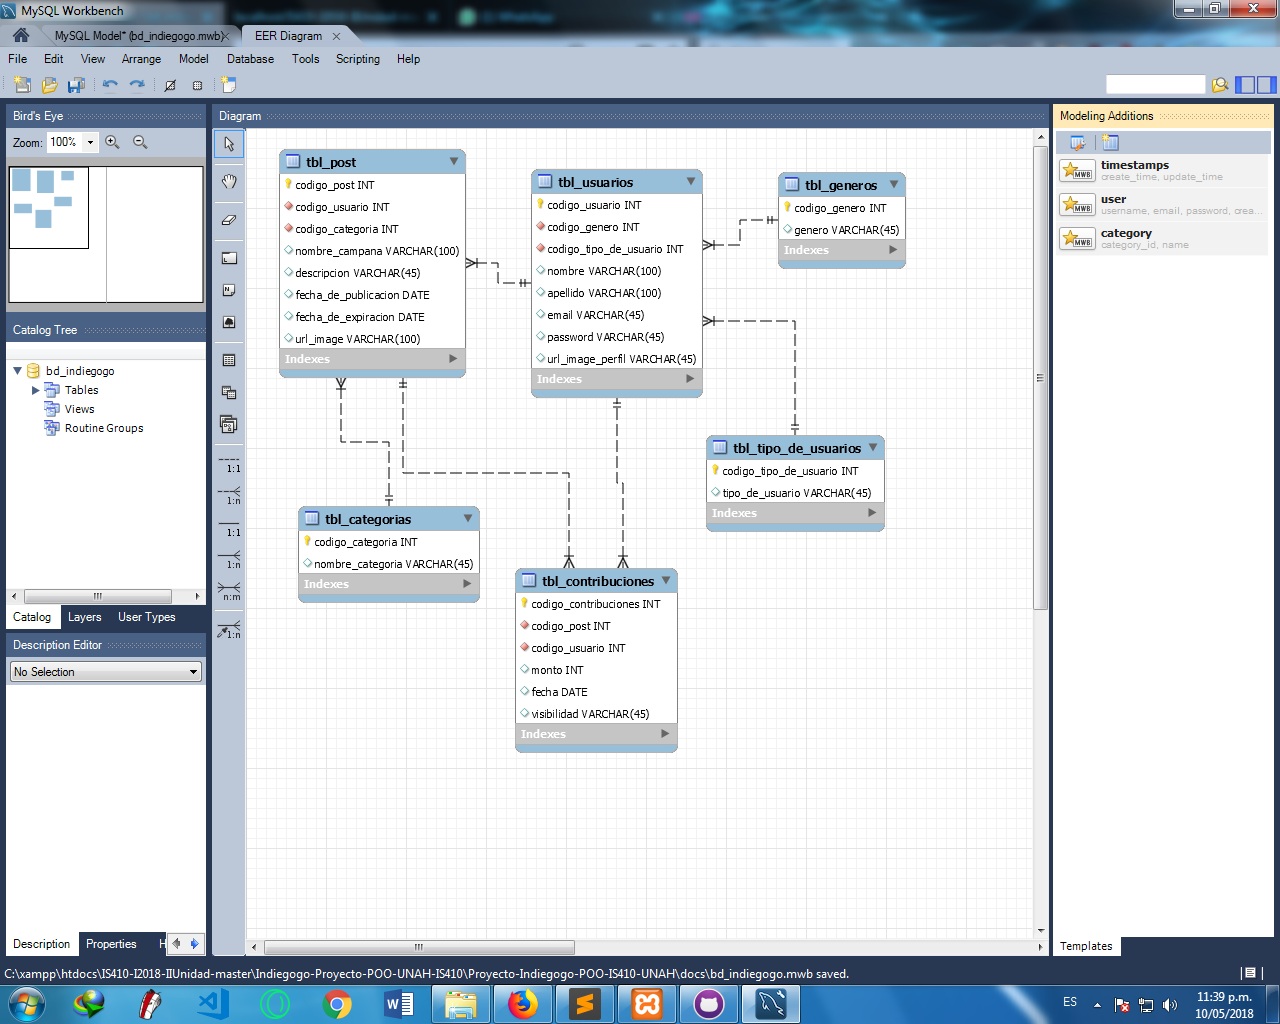 MySQL Workbench
MySQL Model* (bd_indiegogo.mwb)
EER Diagram
File Edit View Arrange Model Database Tools Scripting Help
Bird's Eye
Zoom: 100%
Catalog Tree
bd_indiegogo
Tables
Views
Routine Groups
Catalog Layers User Types
Description Editor
No Selection
Description Properties H
Diagram
1:1
1:n
1:1
1:n
n:m
1:n
tbl_post
codigo_post INT
codigo_usuario INT
codigo_categoria INT
nombre_campana VARCHAR(100)
descripcion VARCHAR(45)
fecha_de_publicacion DATE
fecha_de_expiracion DATE
url_image VARCHAR(100)
Indexes
tbl_usuarios
codigo_usuario INT
codigo_genero INT
codigo_tipo_de_usuario INT
nombre VARCHAR(100)
apellido VARCHAR(100)
email VARCHAR(45)
password VARCHAR(45)
url_image_perfil VARCHAR(45)
Indexes
tbl_generos
codigo_genero INT
genero VARCHAR(45)
Indexes
tbl_tipo_de_usuarios
codigo_tipo_de_usuario INT
tipo_de_usuario VARCHAR(45)
Indexes
tbl_categorias
codigo_categoria INT
nombre_categoria VARCHAR(45)
Indexes
tbl_contribuciones
codigo_contribuciones INT
codigo_post INT
codigo_usuario INT
monto INT
fecha DATE
visibilidad VARCHAR(45)
Indexes
Modeling Additions
timestamps
create_time, update_time
user
username, email, password, crea...
category
category_id, name
Templates
C:\xampp\htdocs\IS410-I2018-IIUnidad-master\Indiegogo-Proyecto-POO-UNAH-IS410\Proyecto-Indiegogo-POO-IS410-UNAH\docs\bd_indiegogo.mwb saved.
ES
11:39 p.m.
10/05/2018